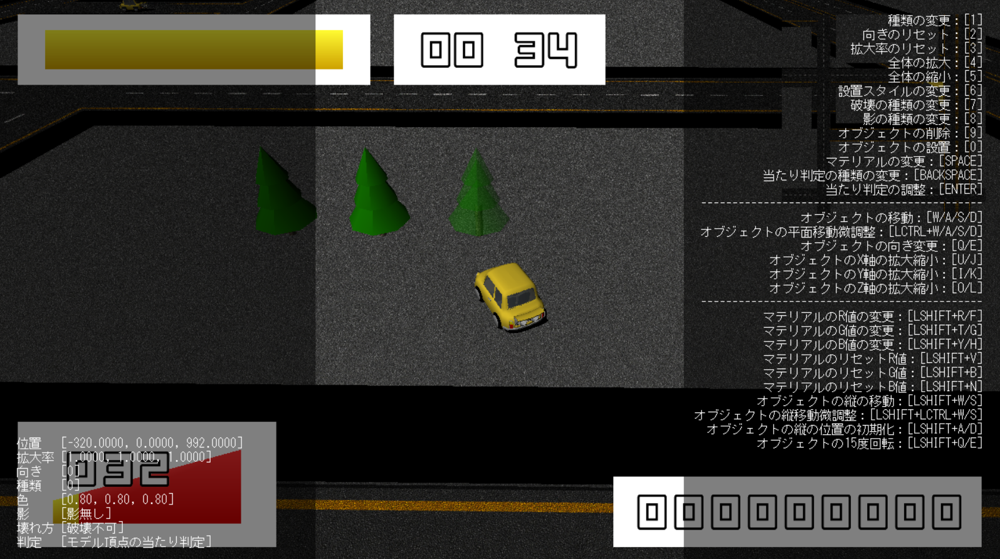 00 34
種類の変更：[1]
向きのリセット：[2]
拡大率のリセット：[3]
全体の拡大：[4]
全体の縮小：[5]
設置スタイルの変更：[6]
破壊の種類の変更：[7]
影の種類の変更：[8]
オブジェクトの削除：[9]
オブジェクトの設置：[0]
マテリアルの変更：[SPACE]
当たり判定の種類の変更：[BACKSPACE]
当たり判定の調整：[ENTER]
---------------------------------------------
オブジェクトの移動：[W/A/S/D]
オブジェクトの平面移動微調整：[LCTRL+W/A/S/D]
オブジェクトの向き変更：[Q/E]
オブジェクトのX軸の拡大縮小：[U/J]
オブジェクトのY軸の拡大縮小：[I/K]
オブジェクトのZ軸の拡大縮小：[O/L]
---------------------------------------------
マテリアルのR値の変更：[LSHIFT+R/F]
マテリアルのG値の変更：[LSHIFT+T/G]
マテリアルのB値の変更：[LSHIFT+Y/H]
マテリアルのリセットR値：[LSHIFT+V]
マテリアルのリセットG値：[LSHIFT+B]
マテリアルのリセットB値：[LSHIFT+N]
オブジェクトの縦の移動：[LSHIFT+W/S]
オブジェクトの縦移動微調整：[LSHIFT+LCTRL+W/S]
オブジェクトの縦の位置の初期化：[LSHIFT+A/D]
オブジェクトの15度回転：[LSHIFT+Q/E]
位置 [-320.0000, 0.0000, 992.0000]
拡大率 [1.0000, 1.0000, 1.0000]
向き [0]
種類 [0]
色 [0.80, 0.80, 0.80]
影 [影無し]
壊れ方 [破壊不可]
判定 [モデル頂点の当たり判定]
032
000000000